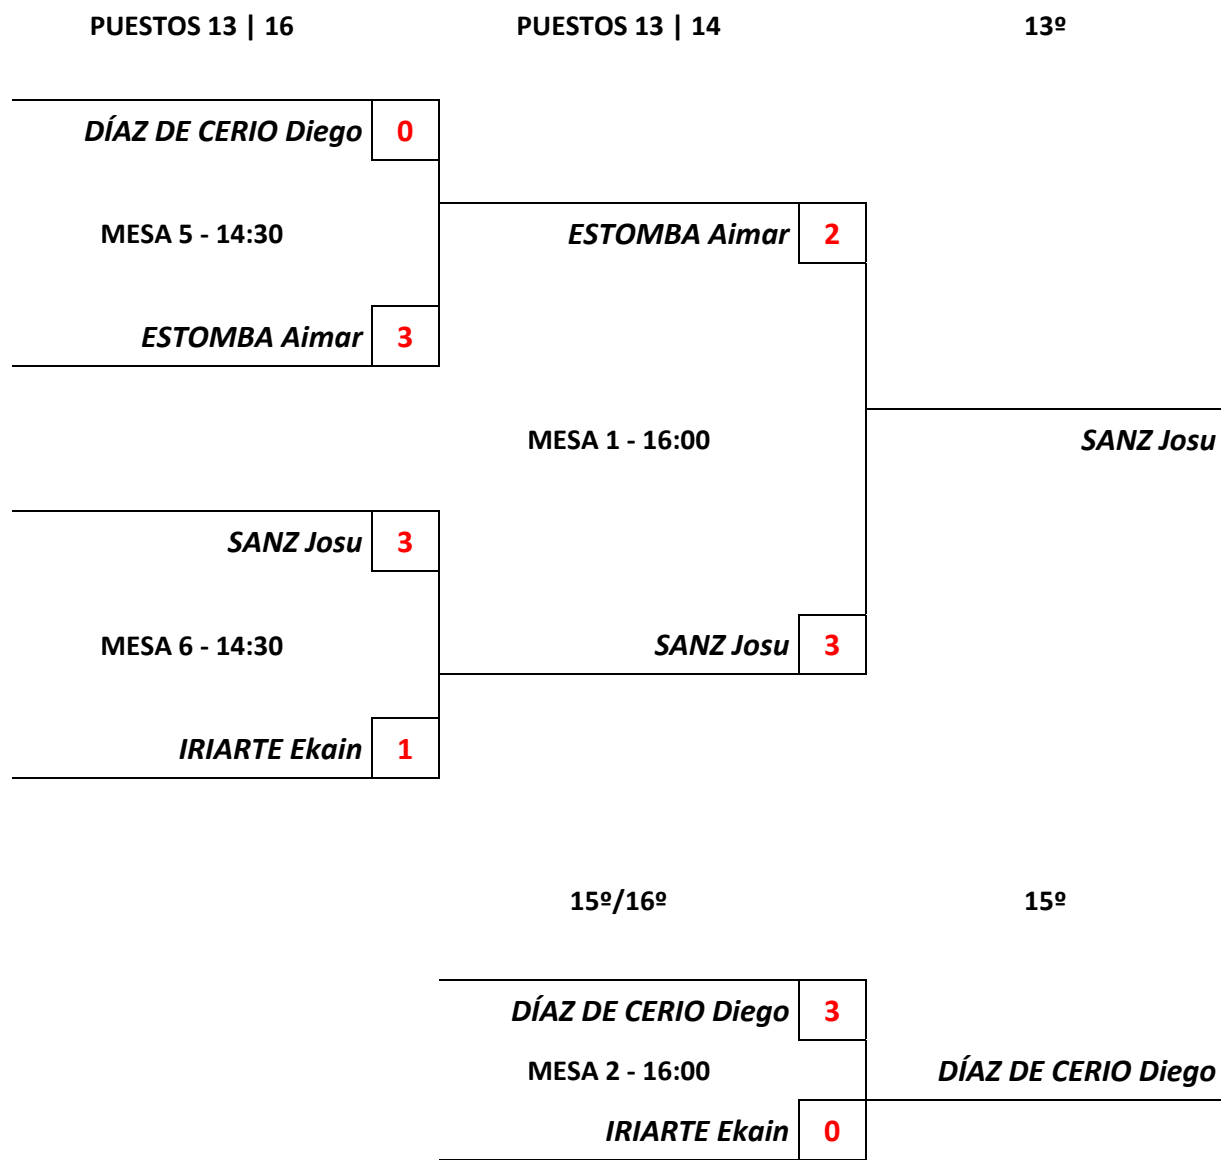 PUESTOS 13 | 16 PUESTOS 13 | 14 13º
DÍAZ DE CERIO Diego 0
MESA 5 - 14:30 ESTOMBA Aimar 2
ESTOMBA Aimar 3
MESA 1 - 16:00 SANZ Josu
SANZ Josu 3
MESA 6 - 14:30 SANZ Josu 3
IRIARTE Ekain 1
15º/16º 15º
DÍAZ DE CERIO Diego 3
MESA 2 - 16:00 DÍAZ DE CERIO Diego
IRIARTE Ekain 0